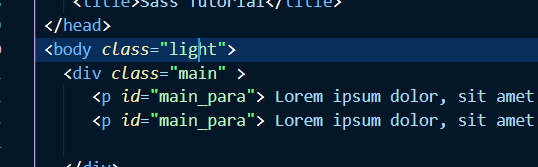 <title>Sass Tutorial</title>
</head>
<body class="light">
<div class="main" >
<p id="main_para"> Lorem ipsum dolor, sit amet
<p id="main_para"> Lorem ipsum dolor, sit amet
</div>